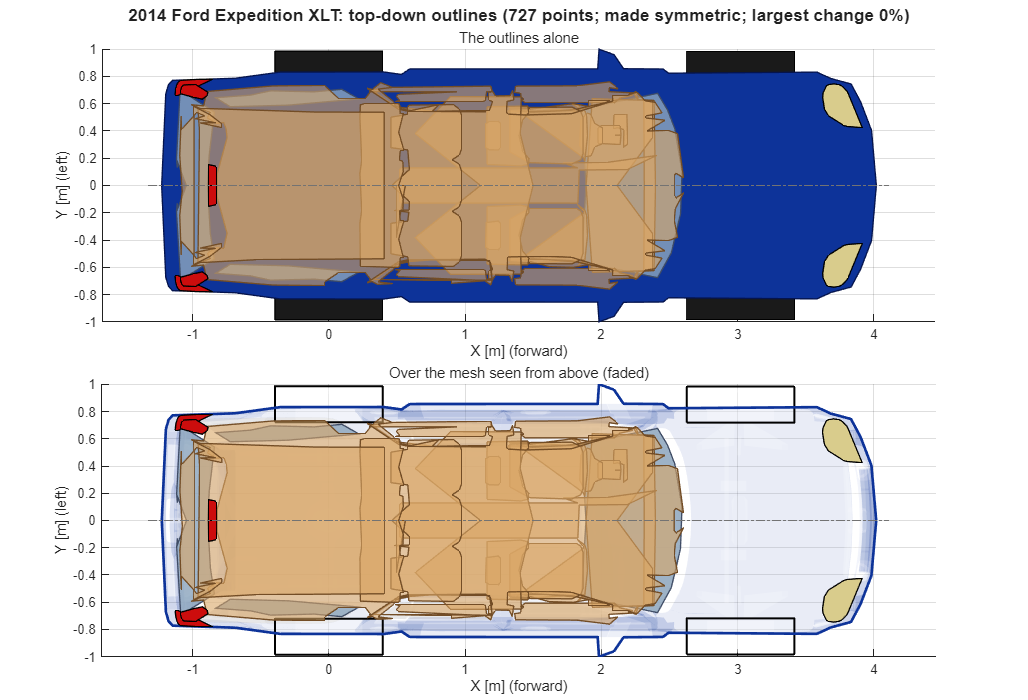 2014 Ford Expedition XLT: top-down outlines (727 points; made symmetric; largest change 0%)
The outlines alone
1
0.8
0.6
0.4
0.2
0
-0.2
-0.4
-0.6
-0.8
-1
Y [m] (left)
-1 0 1 2 3 4
X [m] (forward)
Over the mesh seen from above (faded)
1
0.8
0.6
0.4
0.2
0
-0.2
-0.4
-0.6
-0.8
-1
Y [m] (left)
-1 0 1 2 3 4
X [m] (forward)